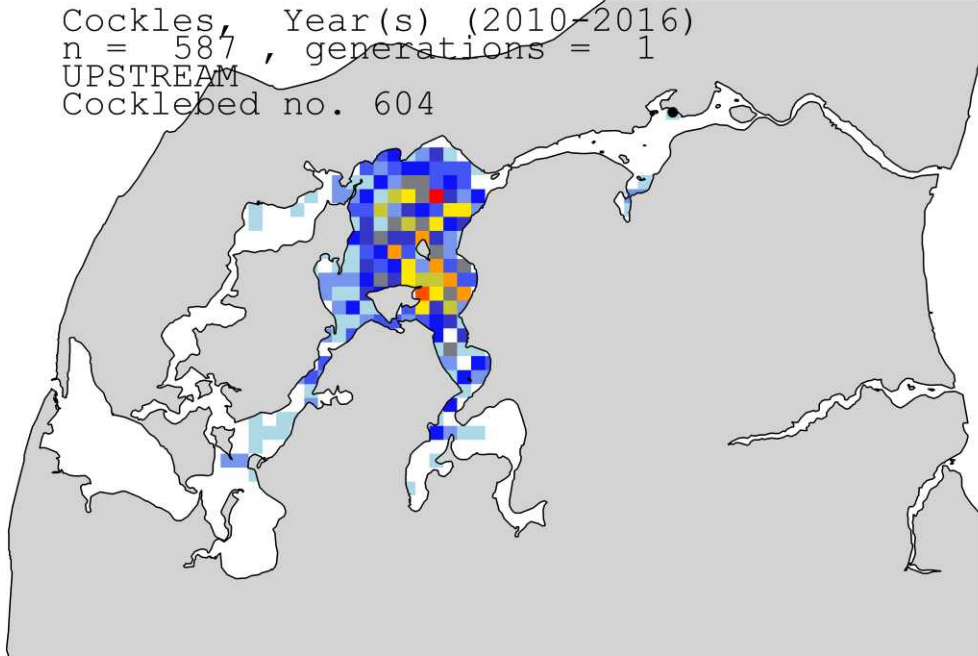 Cockles, Year(s) (2010-2016)
n = 587 , generations = 1
UPSTREAM
Cocklebed no. 604